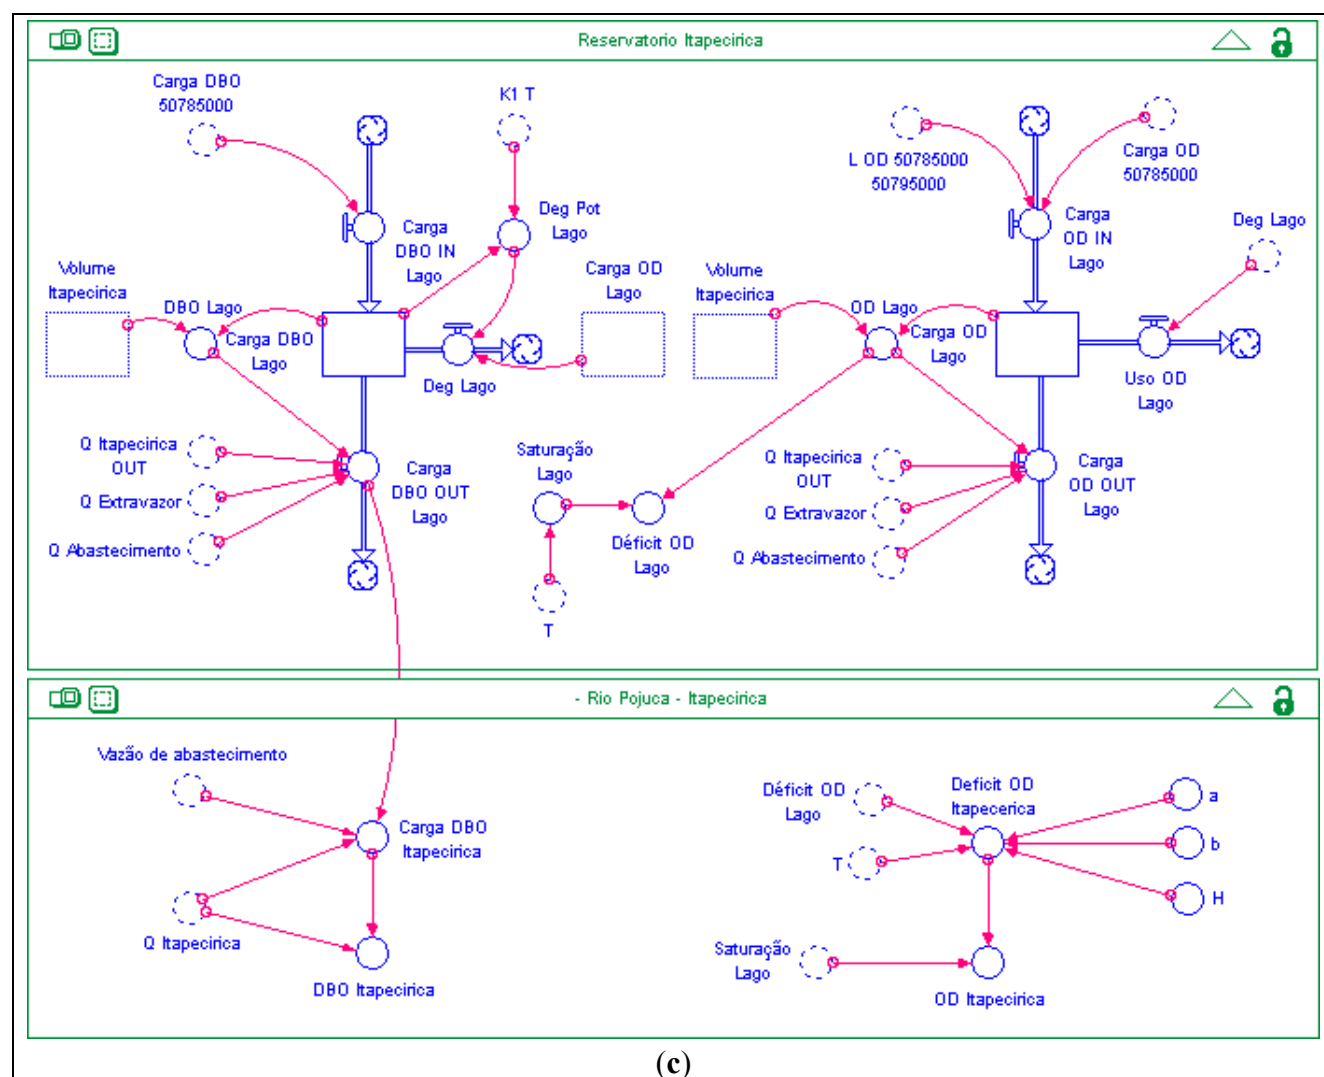 Reservatorio Itapecirica
Carga DBO
50785000
K1 T
L OD 50785000
50795000
Carga OD
50785000
Carga
DBO IN
Lago
Deg Pot
Lago
Carga
OD IN
Lago
Deg Lago
Volume
Itapecirica
DBO Lago
Carga DBO
Lago
Carga OD
Lago
Volume
Itapecirica
OD Lago
Carga OD
Lago
Deg Lago
Uso OD
Lago
Q Itapecirica
OUT
Q Extravazor
Q Abastecimento
Carga
DBO OUT
Lago
Saturação
Lago
Déficit OD
Lago
T
Q Itapecirica
OUT
Q Extravazor
Q Abastecimento
Carga
OD OUT
Lago
- Rio Pojuca - Itapecirica
Vazão de abastecimento
Carga DBO
Itapecirica
Q Itapecirica
DBO Itapecirica
Déficit OD
Lago
Deficit OD
Itapecerica
a
b
H
T
Saturação
Lago
OD Itapecirica
(c)